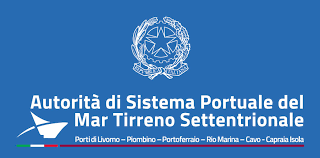 Autorità di Sistema Portuale del
Mar Tirreno Settentrionale
Porti di Livorno – Piombino – Portoferraio – Rio Marina – Cavo - Capraia Isola